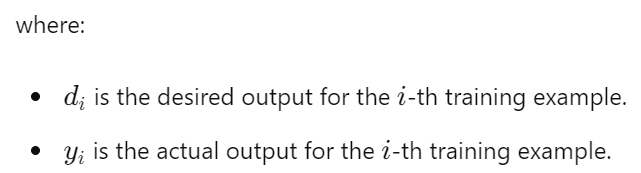 where:
• dᵢ is the desired output for the i-th training example.
• yᵢ is the actual output for the i-th training example.